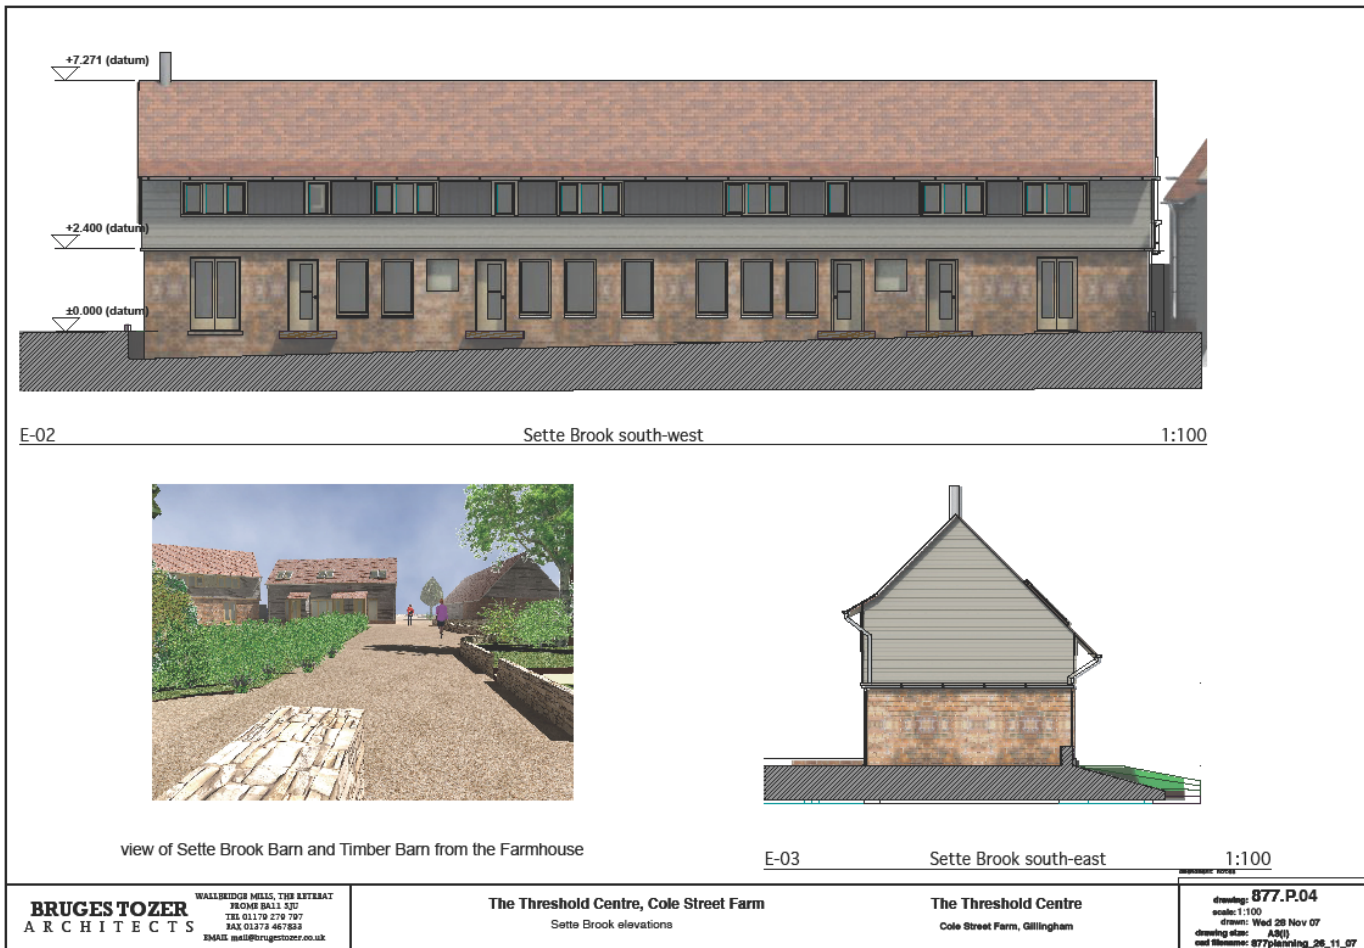 +7.271 (datum)
+2.400 (datum)
±0.000 (datum)
E-02 Sette Brook south-west 1:100
view of Sette Brook Barn and Timber Barn from the Farmhouse
E-03 Sette Brook south-east 1:100
BRUGES TOZER
ARCHITECTS
WALLBRIDGE MILLS, THE RETREAT
FROME BA11 5JU
TEL 01179 279 797
FAX 01373 467833
EMAIL mail@brugestozer.co.uk
The Threshold Centre, Cole Street Farm
Sette Brook elevations
The Threshold Centre
Cole Street Farm, Gillingham
drawing: 877.P.04
scale: 1:100
drawn: Wed 28 Nov 07
drawing size: A3(l)
cad filename: 877planning_26_11_07